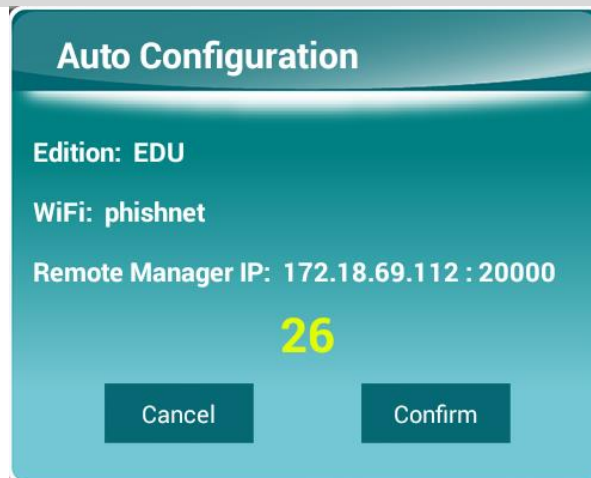 Auto Configuration
Edition: EDU
WiFi: phishnet
Remote Manager IP: 172.18.69.112 : 20000
26
Cancel Confirm